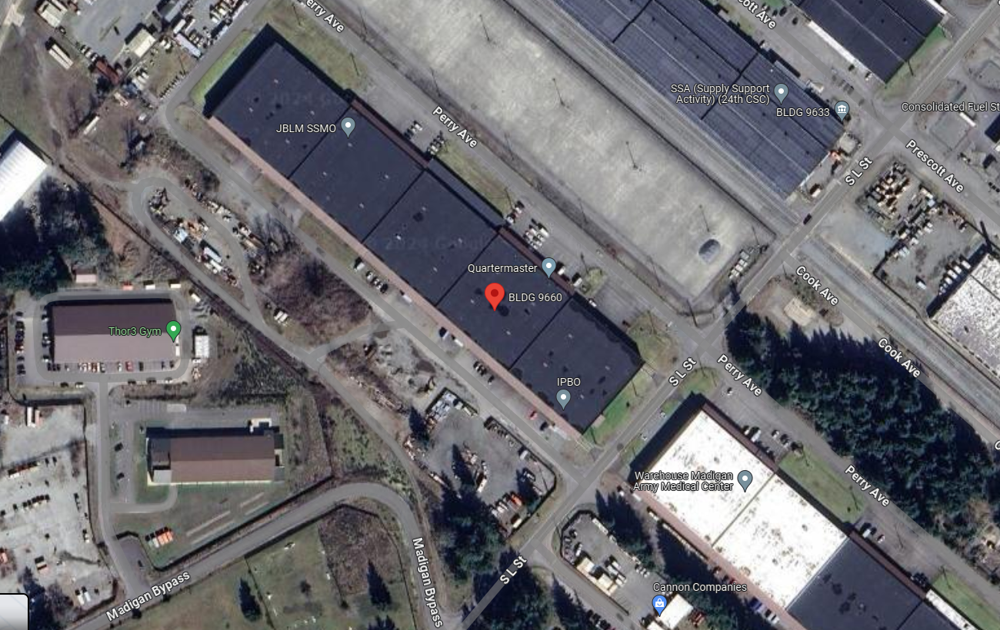 Perry Ave
Prescott Ave
SSA (Supply Support
Activity) (24th CSC)
BLDG 9633
Consolidated Fuel St
JBLM SSMO
Perry Ave
Prescott Ave
S L St
Quartermaster
BLDG 9660
Cook Ave
Thor3 Gym
Cook Ave
IPBO
S L St
Perry Ave
Warehouse Madigan
Army Medical Center
Perry Ave
Madigan Bypass
S L St
Madigan Bypass
Cannon Companies